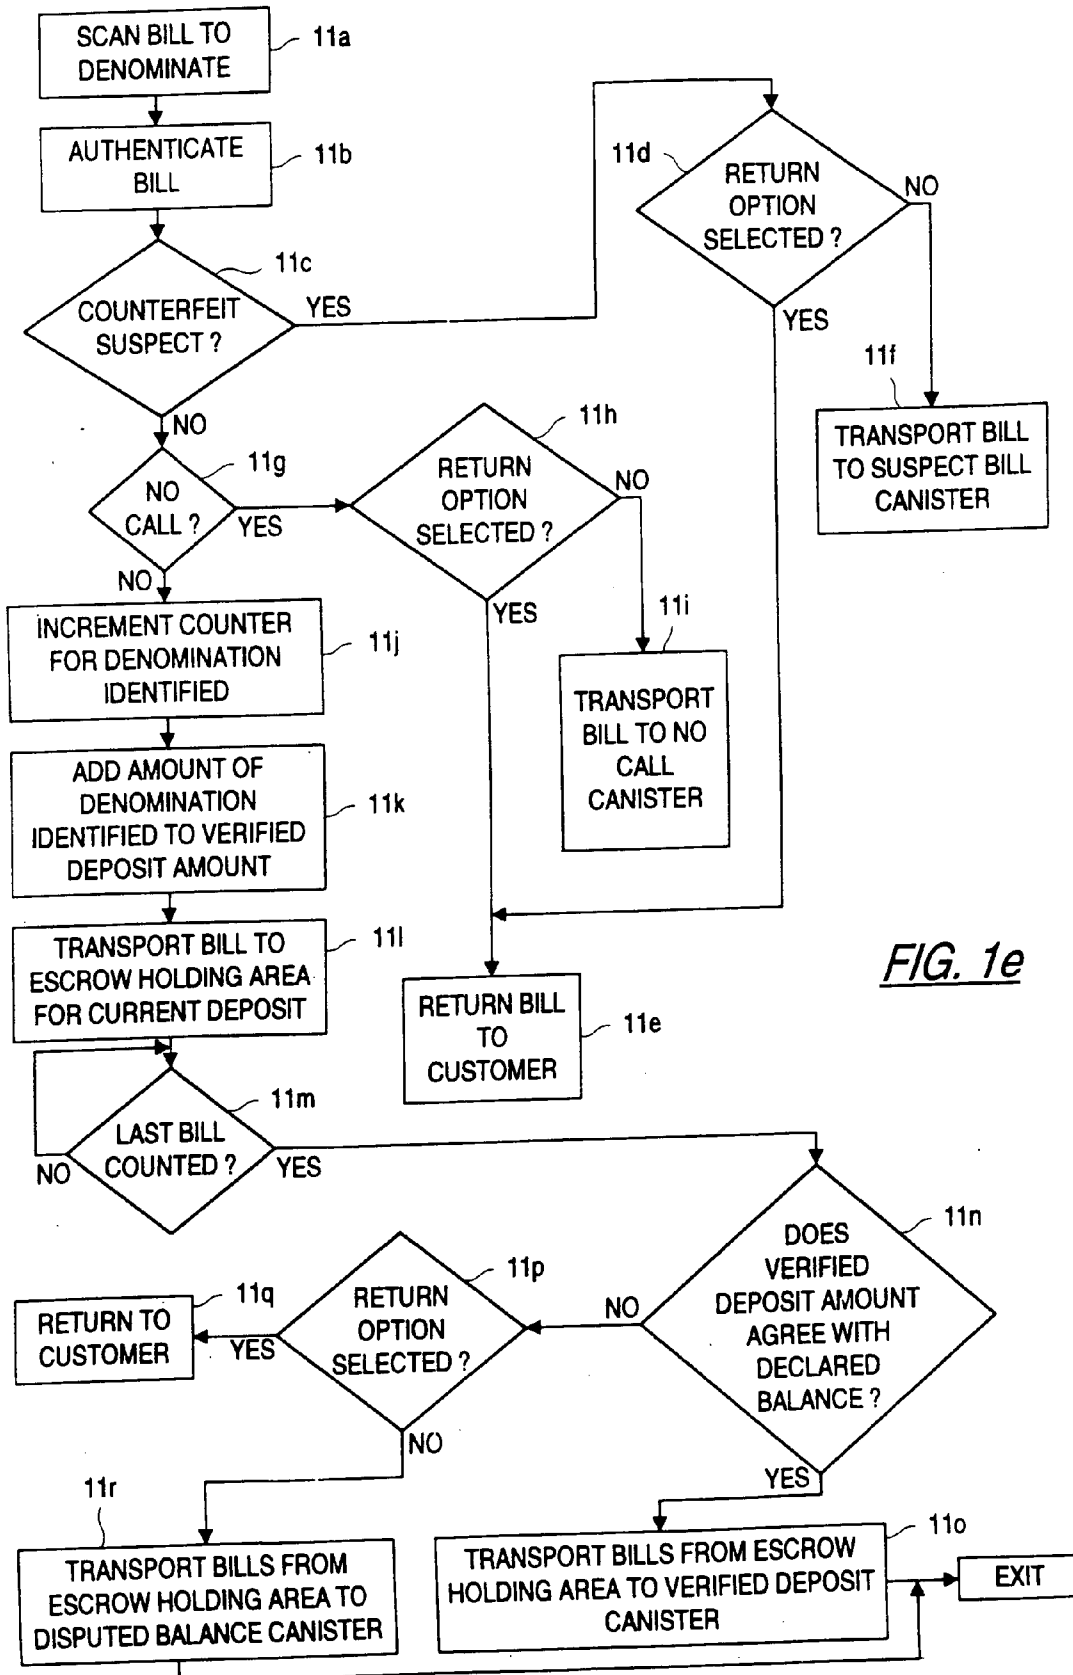 SCAN BILL TO
DENOMINATE
11a
AUTHENTICATE
BILL
11b
COUNTERFEIT
SUSPECT ?
11c
YES
NO
RETURN
OPTION
SELECTED ?
11d
NO
YES
TRANSPORT BILL
TO SUSPECT BILL
CANISTER
11f
NO
CALL ?
11g
YES
NO
RETURN
OPTION
SELECTED ?
11h
NO
YES
TRANSPORT
BILL TO NO
CALL
CANISTER
11i
INCREMENT COUNTER
FOR DENOMINATION
IDENTIFIED
11j
ADD AMOUNT OF
DENOMINATION
IDENTIFIED TO VERIFIED
DEPOSIT AMOUNT
11k
TRANSPORT BILL TO
ESCROW HOLDING AREA
FOR CURRENT DEPOSIT
11l
RETURN BILL
TO
CUSTOMER
11e
FIG. 1e
LAST BILL
COUNTED ?
11m
NO
YES
DOES
VERIFIED
DEPOSIT AMOUNT
AGREE WITH
DECLARED
BALANCE ?
11n
NO
YES
RETURN
OPTION
SELECTED ?
11p
YES
NO
RETURN TO
CUSTOMER
11q
TRANSPORT BILLS FROM
ESCROW HOLDING AREA TO
DISPUTED BALANCE CANISTER
11r
TRANSPORT BILLS FROM ESCROW
HOLDING AREA TO VERIFIED DEPOSIT
CANISTER
11o
EXIT